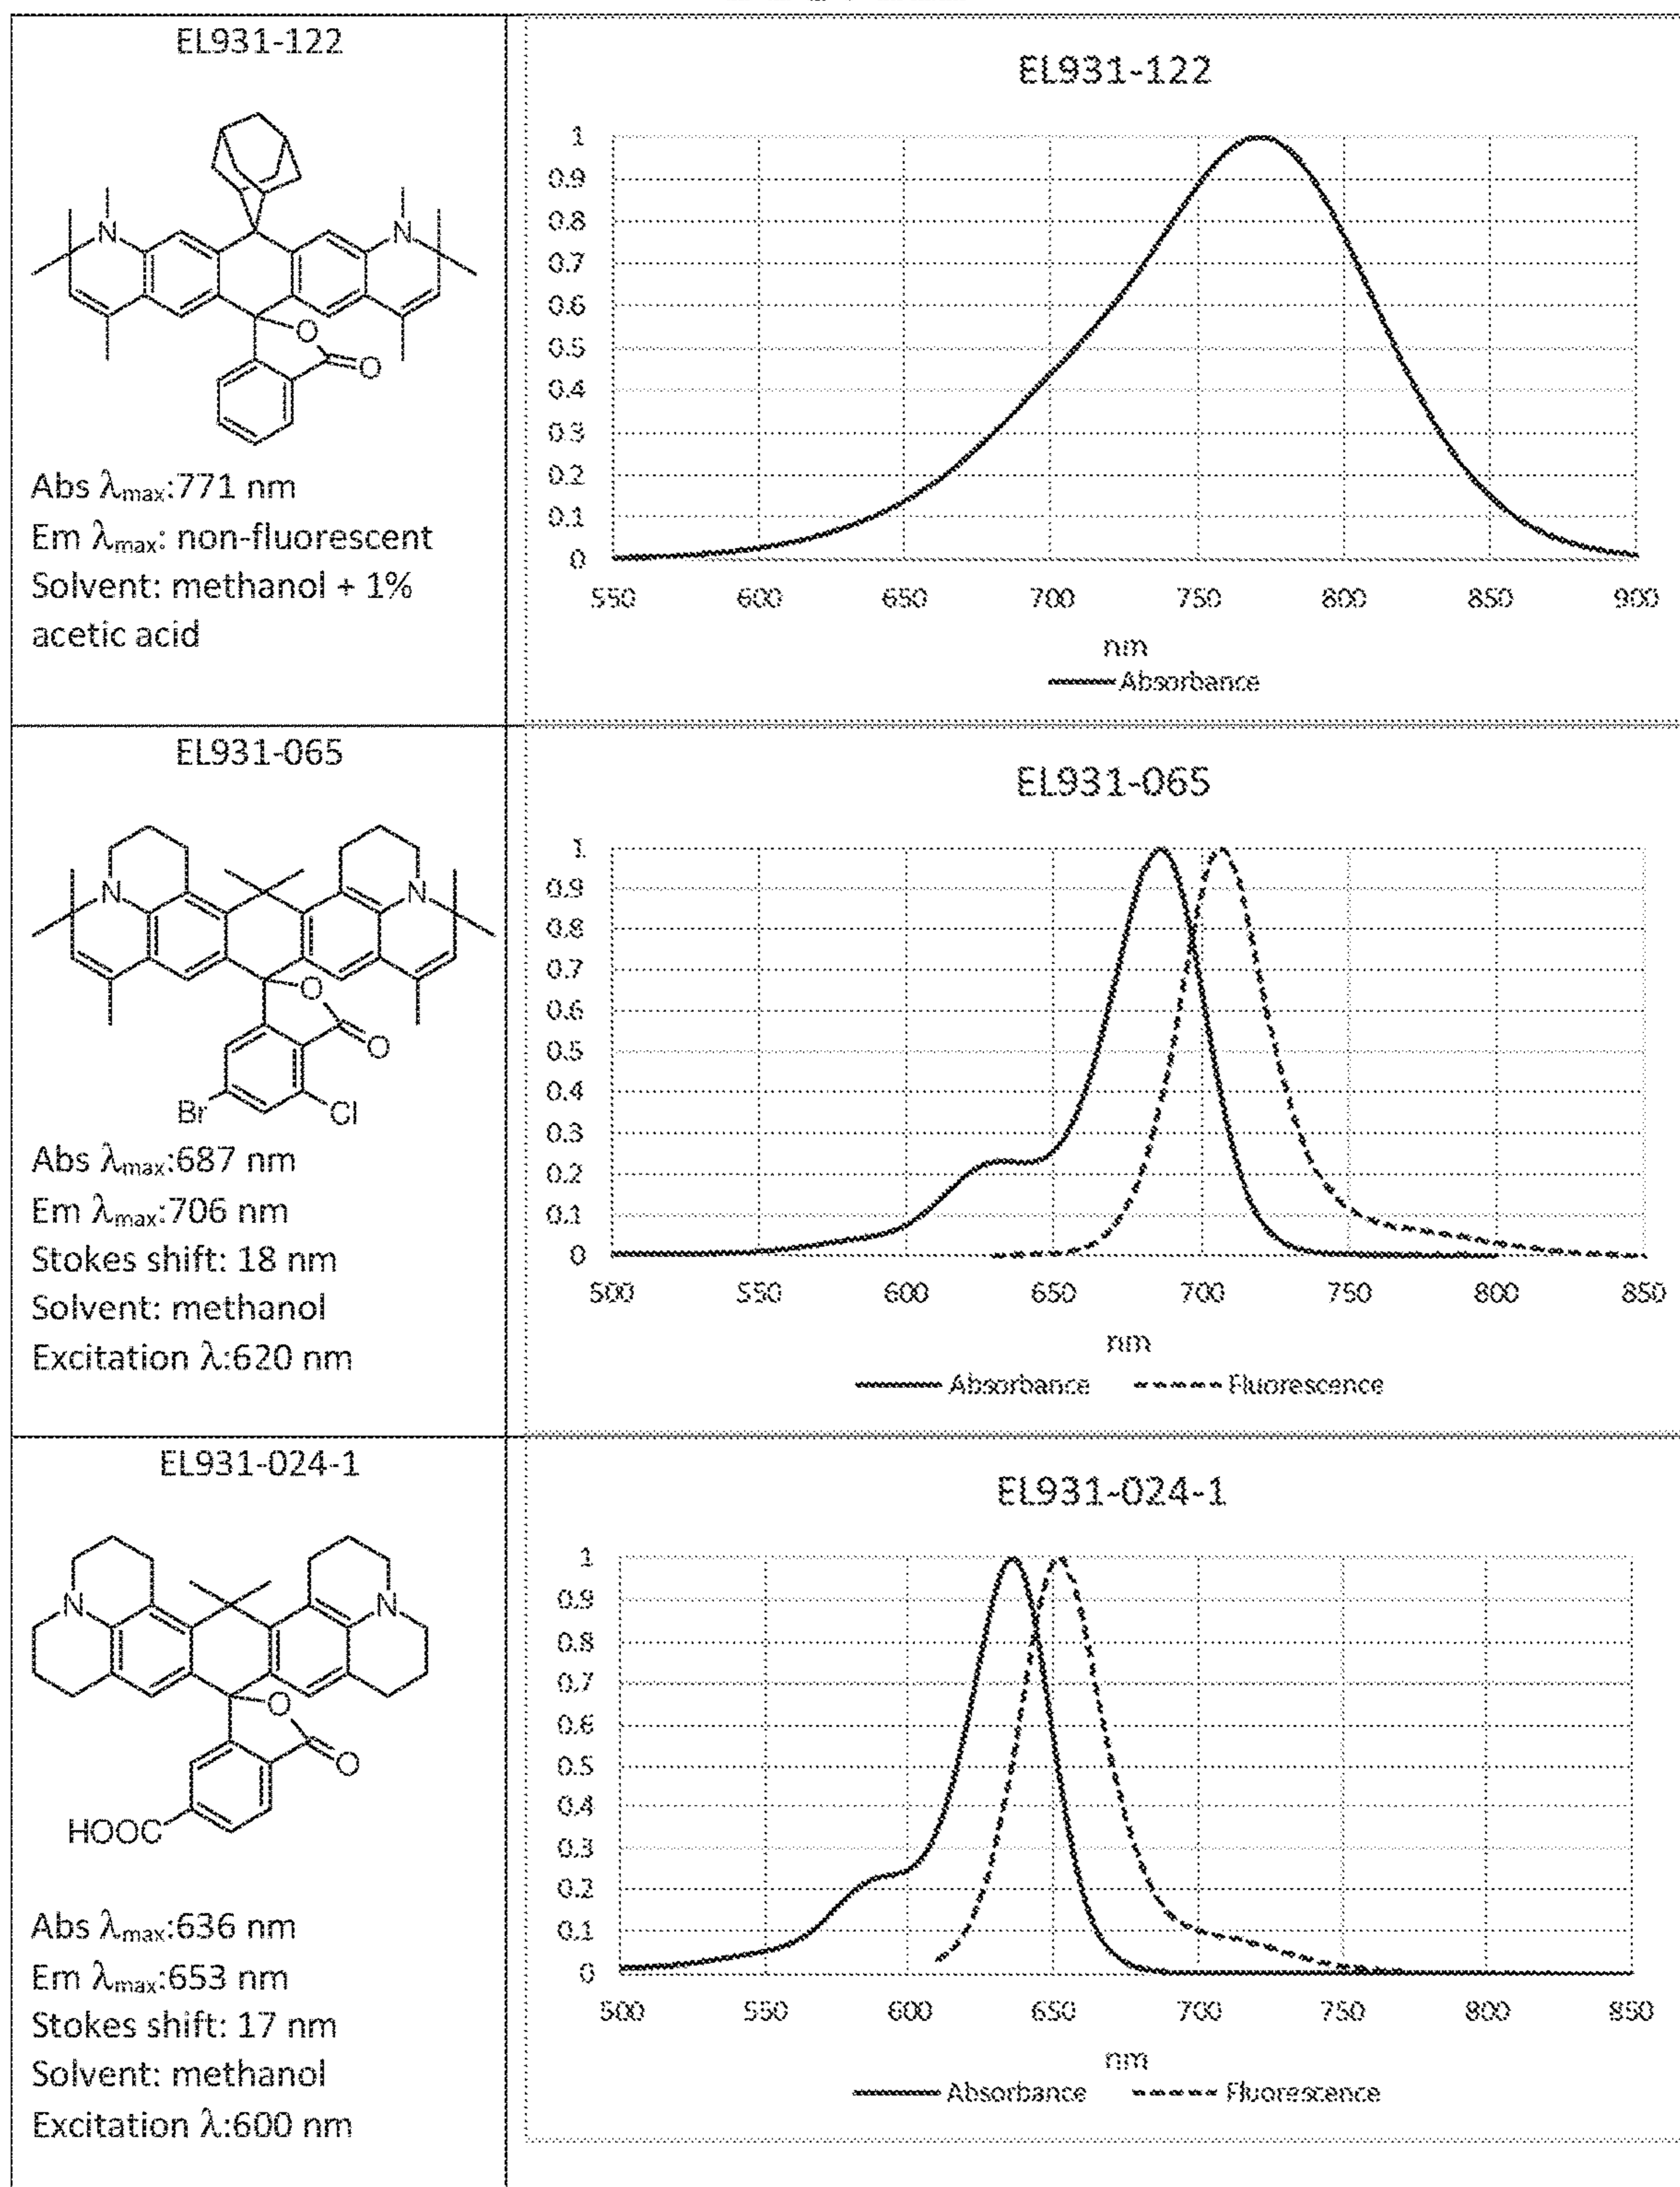 EL931-122
N
N
O
O
Abs λmax:771 nm
Em λmax: non-fluorescent
Solvent: methanol + 1%
acetic acid
EL931-122
1
0.9
0.8
0.7
0.6
0.5
0.4
0.3
0.2
0.1
0
550 600 650 700 750 800 850 900
nm
Absorbance
EL931-065
N
N
O
O
Br
Cl
Abs λmax:687 nm
Em λmax:706 nm
Stokes shift: 18 nm
Solvent: methanol
Excitation λ:620 nm
EL931-065
1
0.9
0.8
0.7
0.6
0.5
0.4
0.3
0.2
0.1
0
500 550 600 650 700 750 800 850
nm
Absorbance Fluorescence
EL931-024-1
N
N
O
O
HOOC
Abs λmax:636 nm
Em λmax:653 nm
Stokes shift: 17 nm
Solvent: methanol
Excitation λ:600 nm
EL931-024-1
1
0.9
0.8
0.7
0.6
0.5
0.4
0.3
0.2
0.1
0
500 550 600 650 700 750 800 850
nm
Absorbance Fluorescence